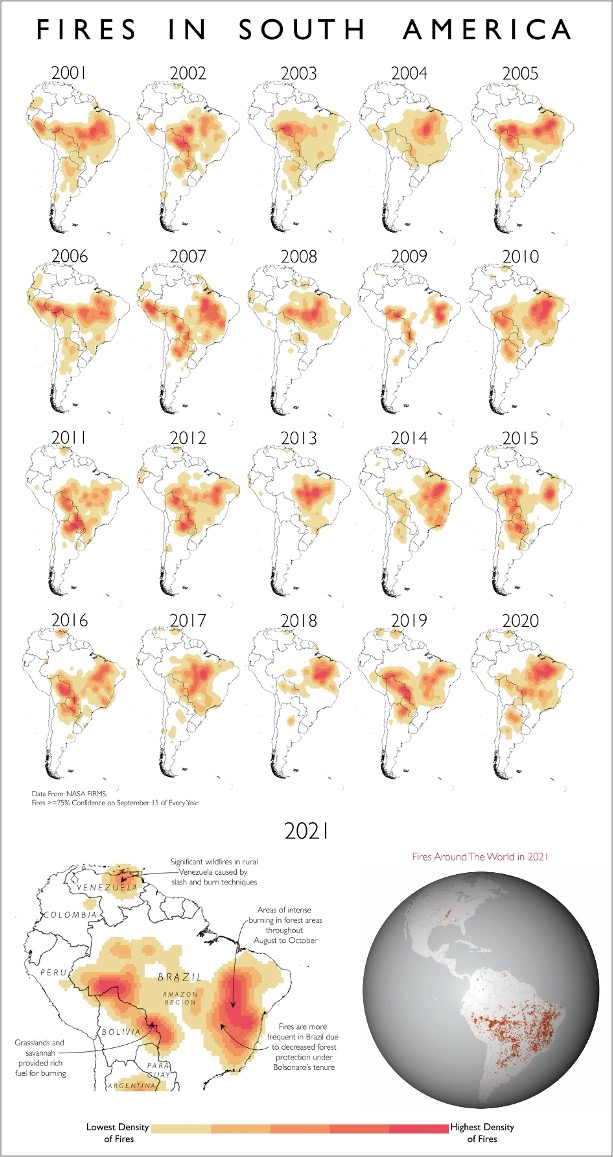 FIRES IN SOUTH AMERICA
2001
2002
2003
2004
2005
2006
2007
2008
2009
2010
2011
2012
2013
2014
2015
2016
2017
2018
2019
2020
Data From: NASA FIRMS,
Fires >=75% Confidence on September 15 of Every Year
2021
Significant wildfires in rural
Venezuela caused by
slash and burn techniques
Fires Around The World in 2021
VENEZUELA
COLOMBIA
Areas of intense
burning in forest areas
throughout
August to October
PERU
BRAZIL
AMAZON
REGION
BOLIVIA
Fires are more
frequent in Brazil due
to decreased forest
protection under
Bolsonaro's tenure
Grasslands and
savannah
provided rich
fuel for burning
PARA
GUAY
ARGENTINA
Lowest Density
of Fires
Highest Density
of Fires